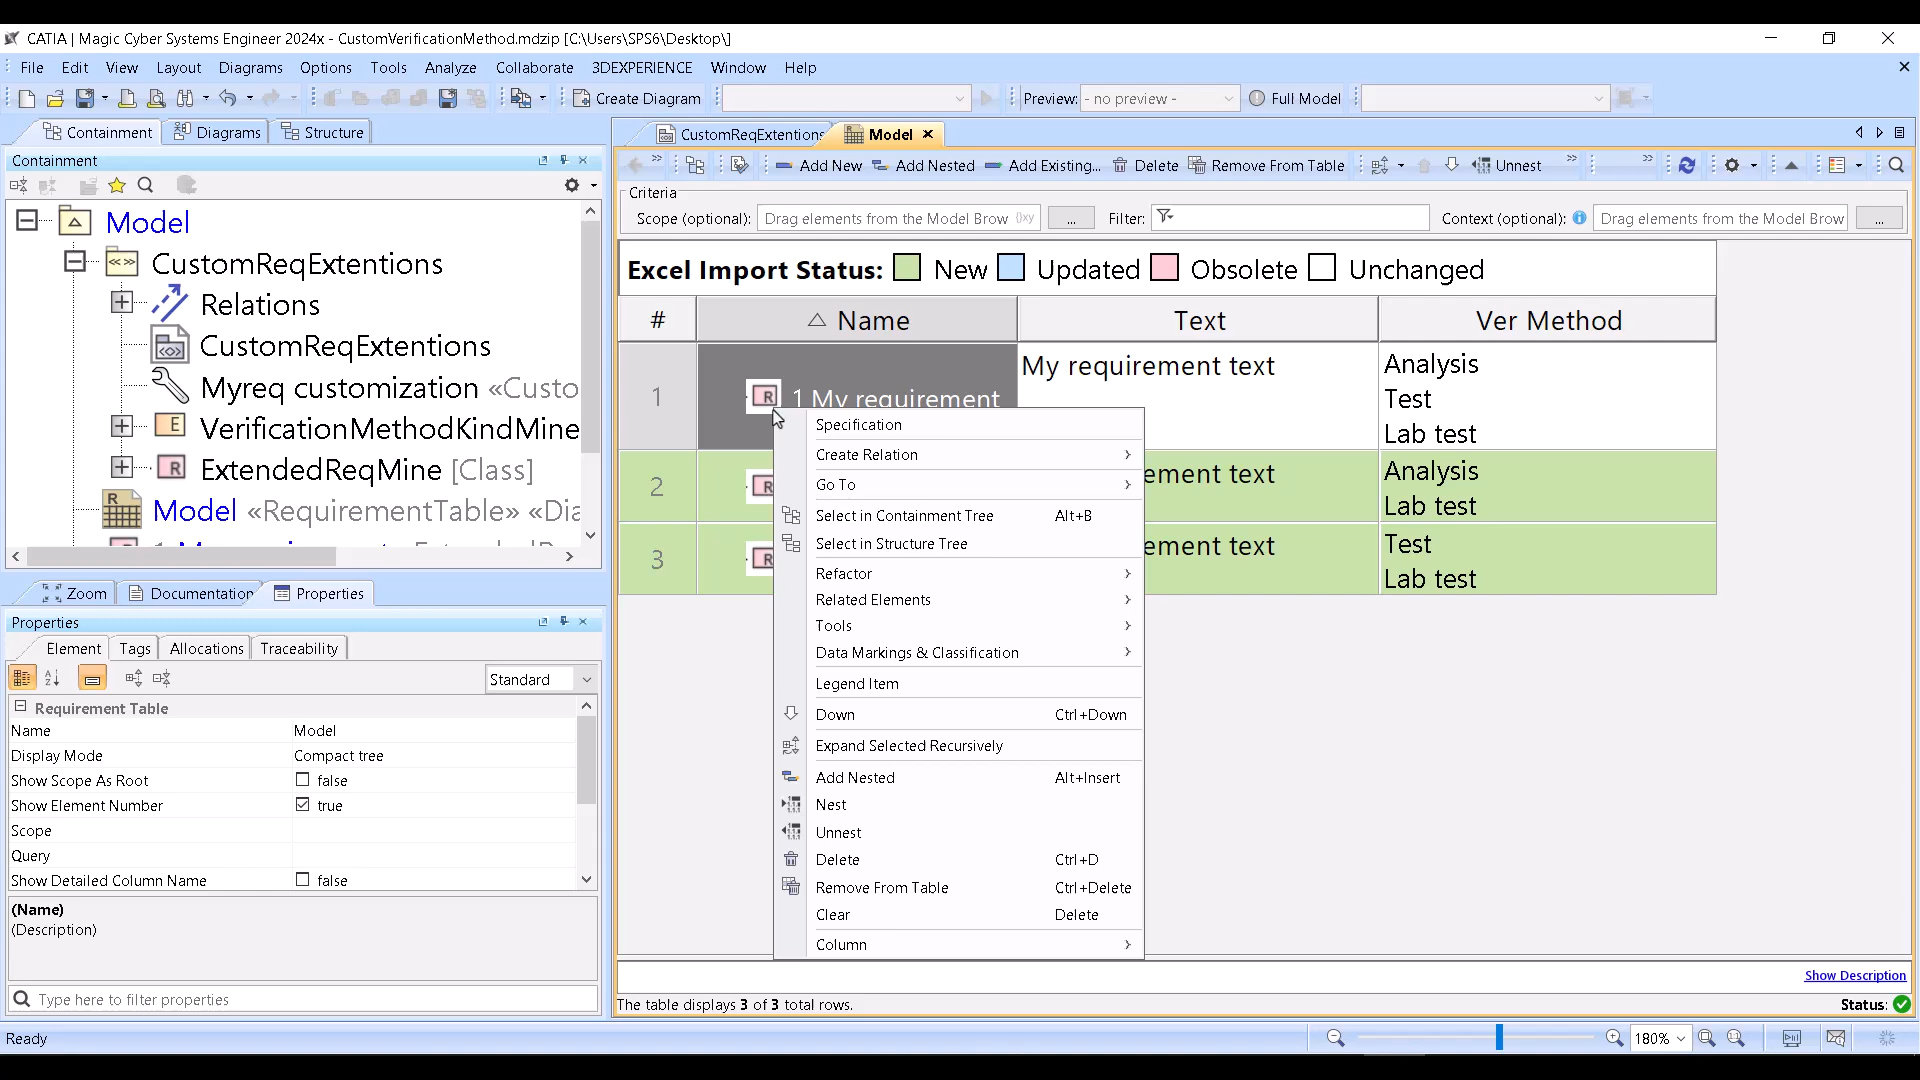 CATIA | Magic Cyber Systems Engineer 2024x - CustomVerificationMethod.mdzip [C:\Users\SPS6\Desktop\]
File Edit View Layout Diagrams Options Tools Analyze Collaborate 3DEXPERIENCE Window Help
Create Diagram Preview: - no preview - Full Model
Containment Diagrams Structure
Containment
Model
CustomReqExtentions
Relations
CustomReqExtentions
Myreq customization «Custo
VerificationMethodKindMine
ExtendedReqMine [Class]
Model «RequirementTable» «Dia
Zoom Documentation Properties
Properties
Element Tags Allocations Traceability
Standard
Requirement Table
Name Model
Display Mode Compact tree
Show Scope As Root false
Show Element Number true
Scope
Query
Show Detailed Column Name false
(Name)
(Description)
Type here to filter properties
CustomReqExtentions Model
Add New Add Nested Add Existing... Delete Remove From Table Unnest
Criteria
Scope (optional): Drag elements from the Model Brow ... Filter: Context (optional): Drag elements from the Model Brow ...
Excel Import Status: New Updated Obsolete Unchanged
# Name Text Ver Method
1 R 1 My requirement My requirement text Analysis
Test
Lab test
2 R ement text Analysis
Lab test
3 R ement text Test
Lab test
Specification
Create Relation
Go To
Select in Containment Tree Alt+B
Select in Structure Tree
Refactor
Related Elements
Tools
Data Markings & Classification
Legend Item
Down Ctrl+Down
Expand Selected Recursively
Add Nested Alt+Insert
Nest
Unnest
Delete Ctrl+D
Remove From Table Ctrl+Delete
Clear Delete
Column
Show Description
The table displays 3 of 3 total rows. Status:
Ready 180%